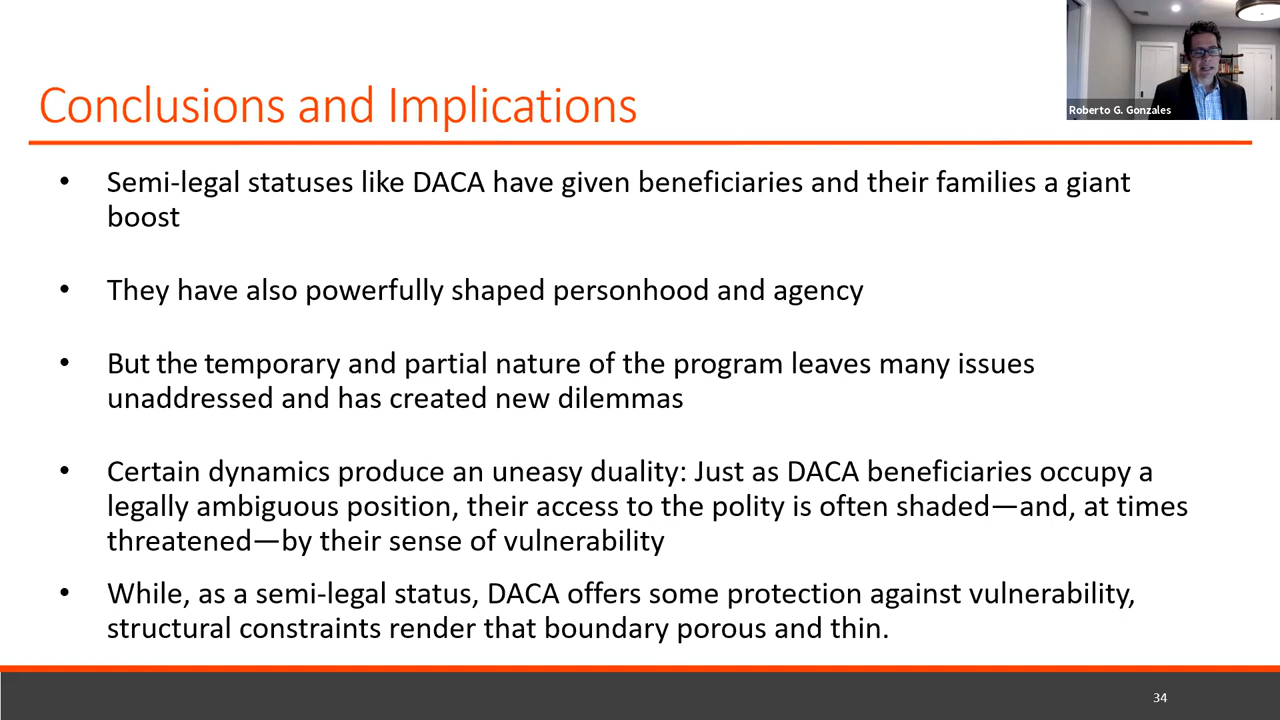 Roberto G. Gonzales
Conclusions and Implications
• Semi-legal statuses like DACA have given beneficiaries and their families a giant
boost
• They have also powerfully shaped personhood and agency
• But the temporary and partial nature of the program leaves many issues
unaddressed and has created new dilemmas
• Certain dynamics produce an uneasy duality: Just as DACA beneficiaries occupy a
legally ambiguous position, their access to the polity is often shaded—and, at times
threatened—by their sense of vulnerability
• While, as a semi-legal status, DACA offers some protection against vulnerability,
structural constraints render that boundary porous and thin.
34